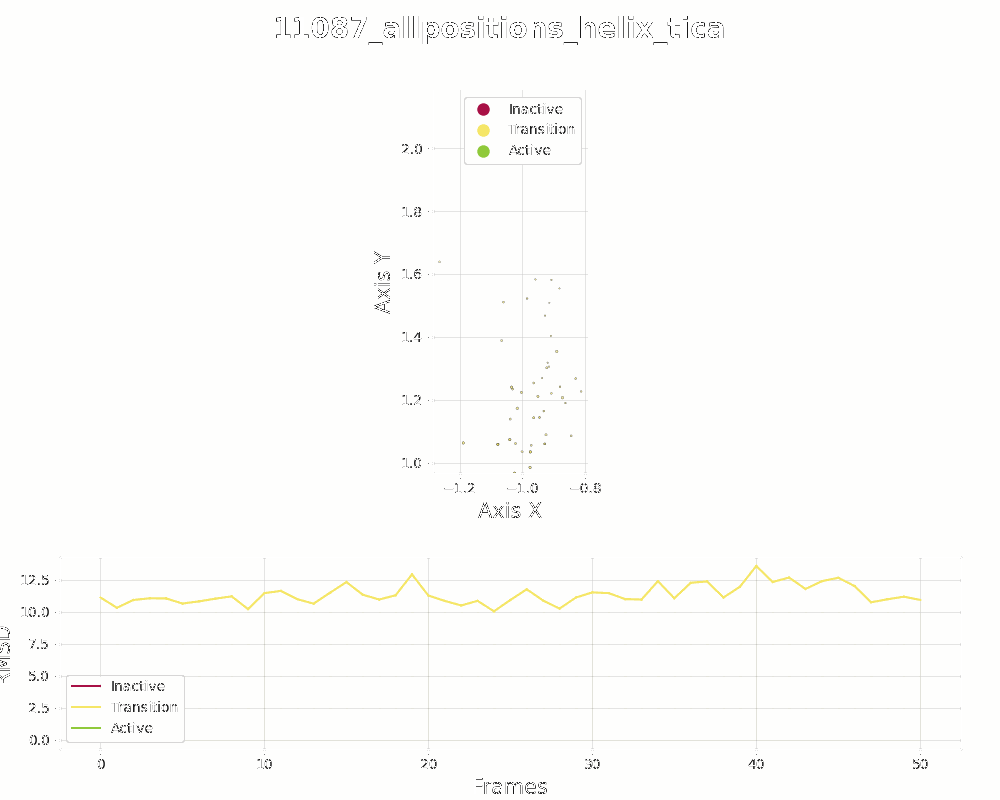 11087_allpositions_helix_tica
Inactive
Transition
Active
2.0
1.8
1.6
1.4
1.2
1.0
Axis Y
−1.2 −1.0 −0.8
Axis X
12.5
10.0
7.5
5.0
2.5
0.0
RMSD
Inactive
Transition
Active
0 10 20 30 40 50
Frames